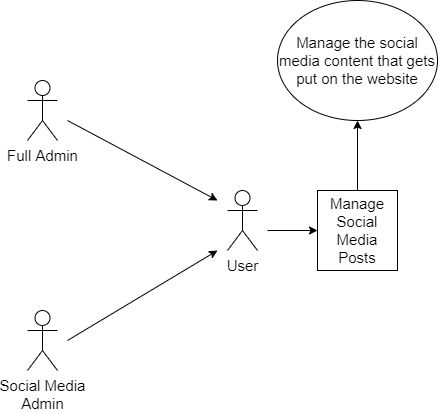 Manage the social
media content that gets
put on the website
Full Admin
Manage
Social
Media
Posts
User
Social Media
Admin